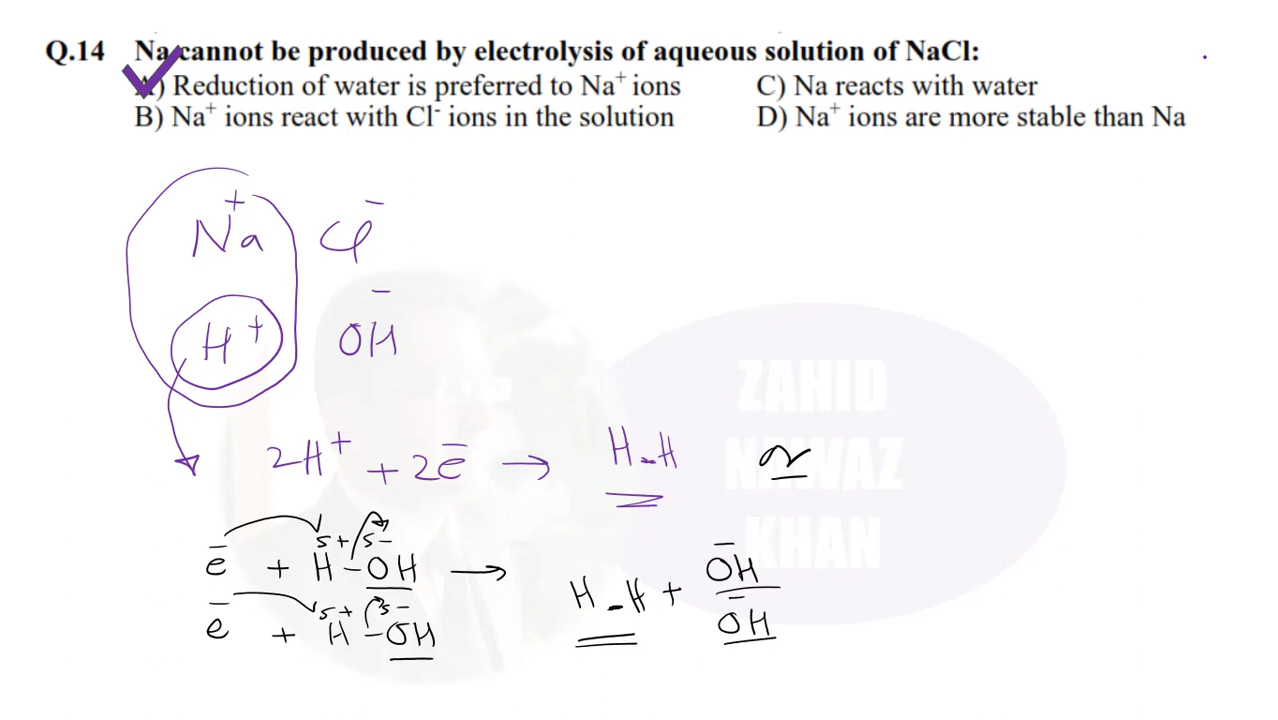 Q.14 Na cannot be produced by electrolysis of aqueous solution of NaCl:
A) Reduction of water is preferred to Na⁺ ions C) Na reacts with water
B) Na⁺ ions react with Cl⁻ ions in the solution D) Na⁺ ions are more stable than Na
Na⁺ Cl⁻
H⁺ OH⁻
2H⁺ + 2e⁻ → H-H
e⁻ + H-OH → H-H + OH⁻
δ+ δ-
e⁻ + H-OH OH⁻
δ+ δ-
ZAHID
NAWAZ
KHAN